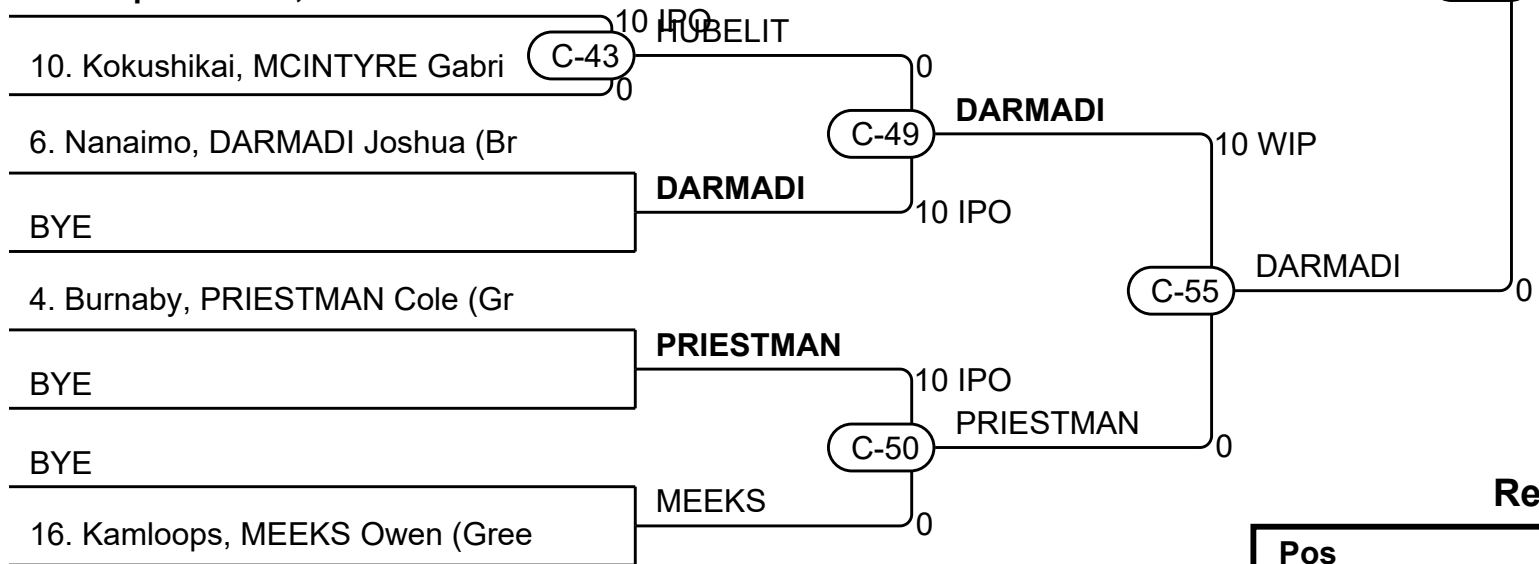 10 IPO
HUBELIT
10. Kokushikai, MCINTYRE Gabri
C-43
0
0
6. Nanaimo, DARMADI Joshua (Br
C-49
DARMADI
10 WIP
DARMADI
10 IPO
BYE
4. Burnaby, PRIESTMAN Cole (Gr
C-55
DARMADI
0
PRIESTMAN
10 IPO
BYE
PRIESTMAN
C-50
0
BYE
MEEKS
0
16. Kamloops, MEEKS Owen (Gree
Re
Pos